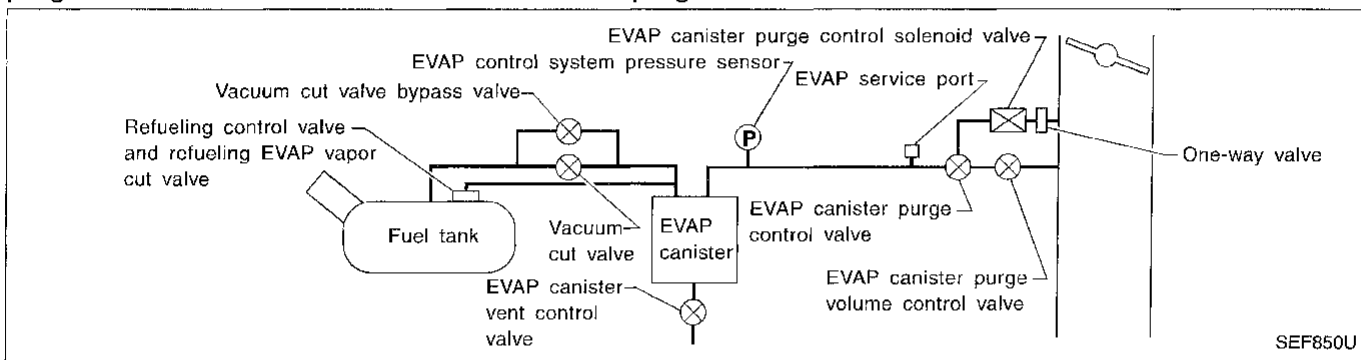 EVAP canister purge control solenoid valve
EVAP control system pressure sensor
EVAP service port
Vacuum cut valve bypass valve
Refueling control valve
and refueling EVAP vapor
cut valve
P
One-way valve
Fuel tank
Vacuum
cut valve
EVAP
canister
EVAP canister purge
control valve
EVAP canister
vent control
valve
EVAP canister purge
volume control valve
SEF850U